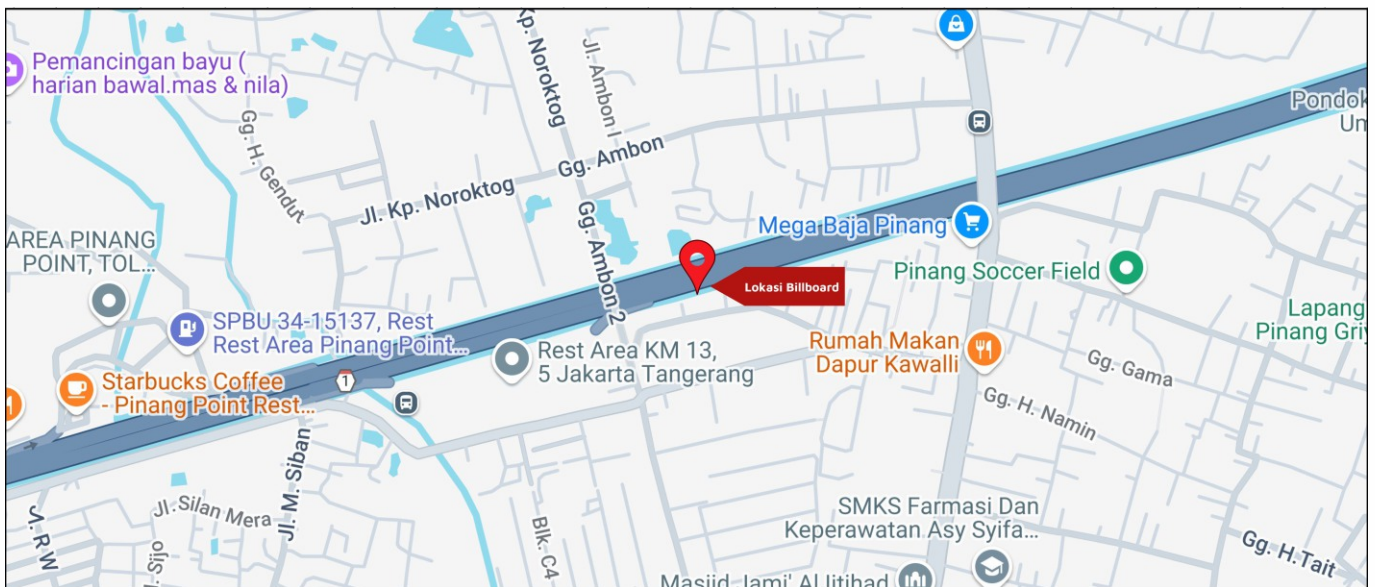 Pemancingan bayu (
harian bawal.mas & nila)
Kp. Noroktog
Jl. Ambon I
Pondok
Gg. H. Gendut
Gg. Ambon
Jl. Kp. Noroktog
Gg. Ambon 2
Mega Baja Pinang
AREA PINANG
POINT, TOL...
Pinang Soccer Field
Lokasi Billboard
SPBU 34-15137, Rest
Rest Area Pinang Point...
Lapang
Pinang Griy
Rest Area KM 13,
5 Jakarta Tangerang
Rumah Makan
Dapur Kawalli
Gg. Gama
1
Starbucks Coffee
- Pinang Point Rest...
Gg. H. Namin
Jl. M. Siban
Jl. Silan Mera
SMKS Farmasi Dan
Keperawatan Asy Syifa...
Blk. C4
Gg. H.Tait
Sijo
Masjid Jami' Al Ijtihad